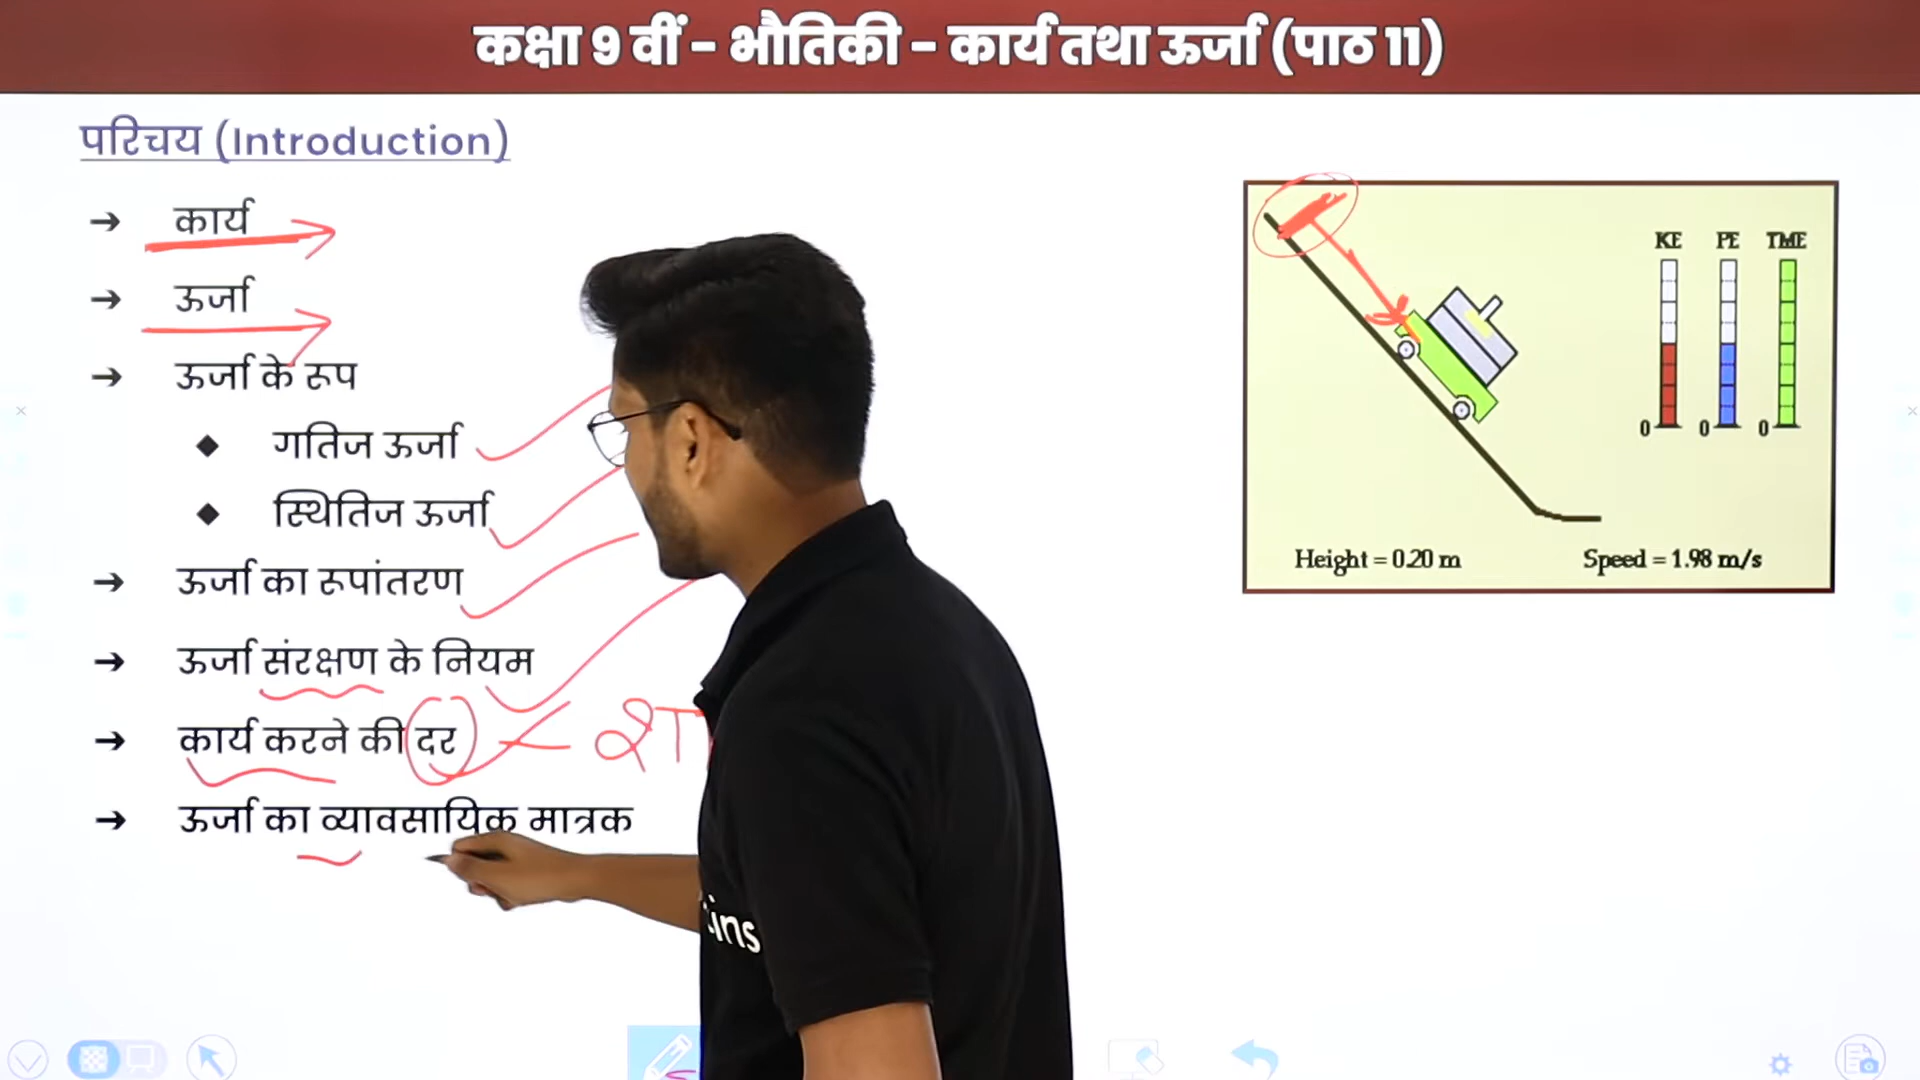 कक्षा 9 वीं - भौतिकी - कार्य तथा ऊर्जा (पाठ 11)
परिचय (Introduction)
➔ कार्य
➔ ऊर्जा
➔ ऊर्जा के रूप
◆ गतिज ऊर्जा
◆ स्थितिज ऊर्जा
➔ ऊर्जा का रूपांतरण
➔ ऊर्जा संरक्षण के नियम
➔ कार्य करने की दर
➔ ऊर्जा का व्यावसायिक मात्रक
KE PE TME
0 0 0
Height = 0.20 m Speed = 1.98 m/s